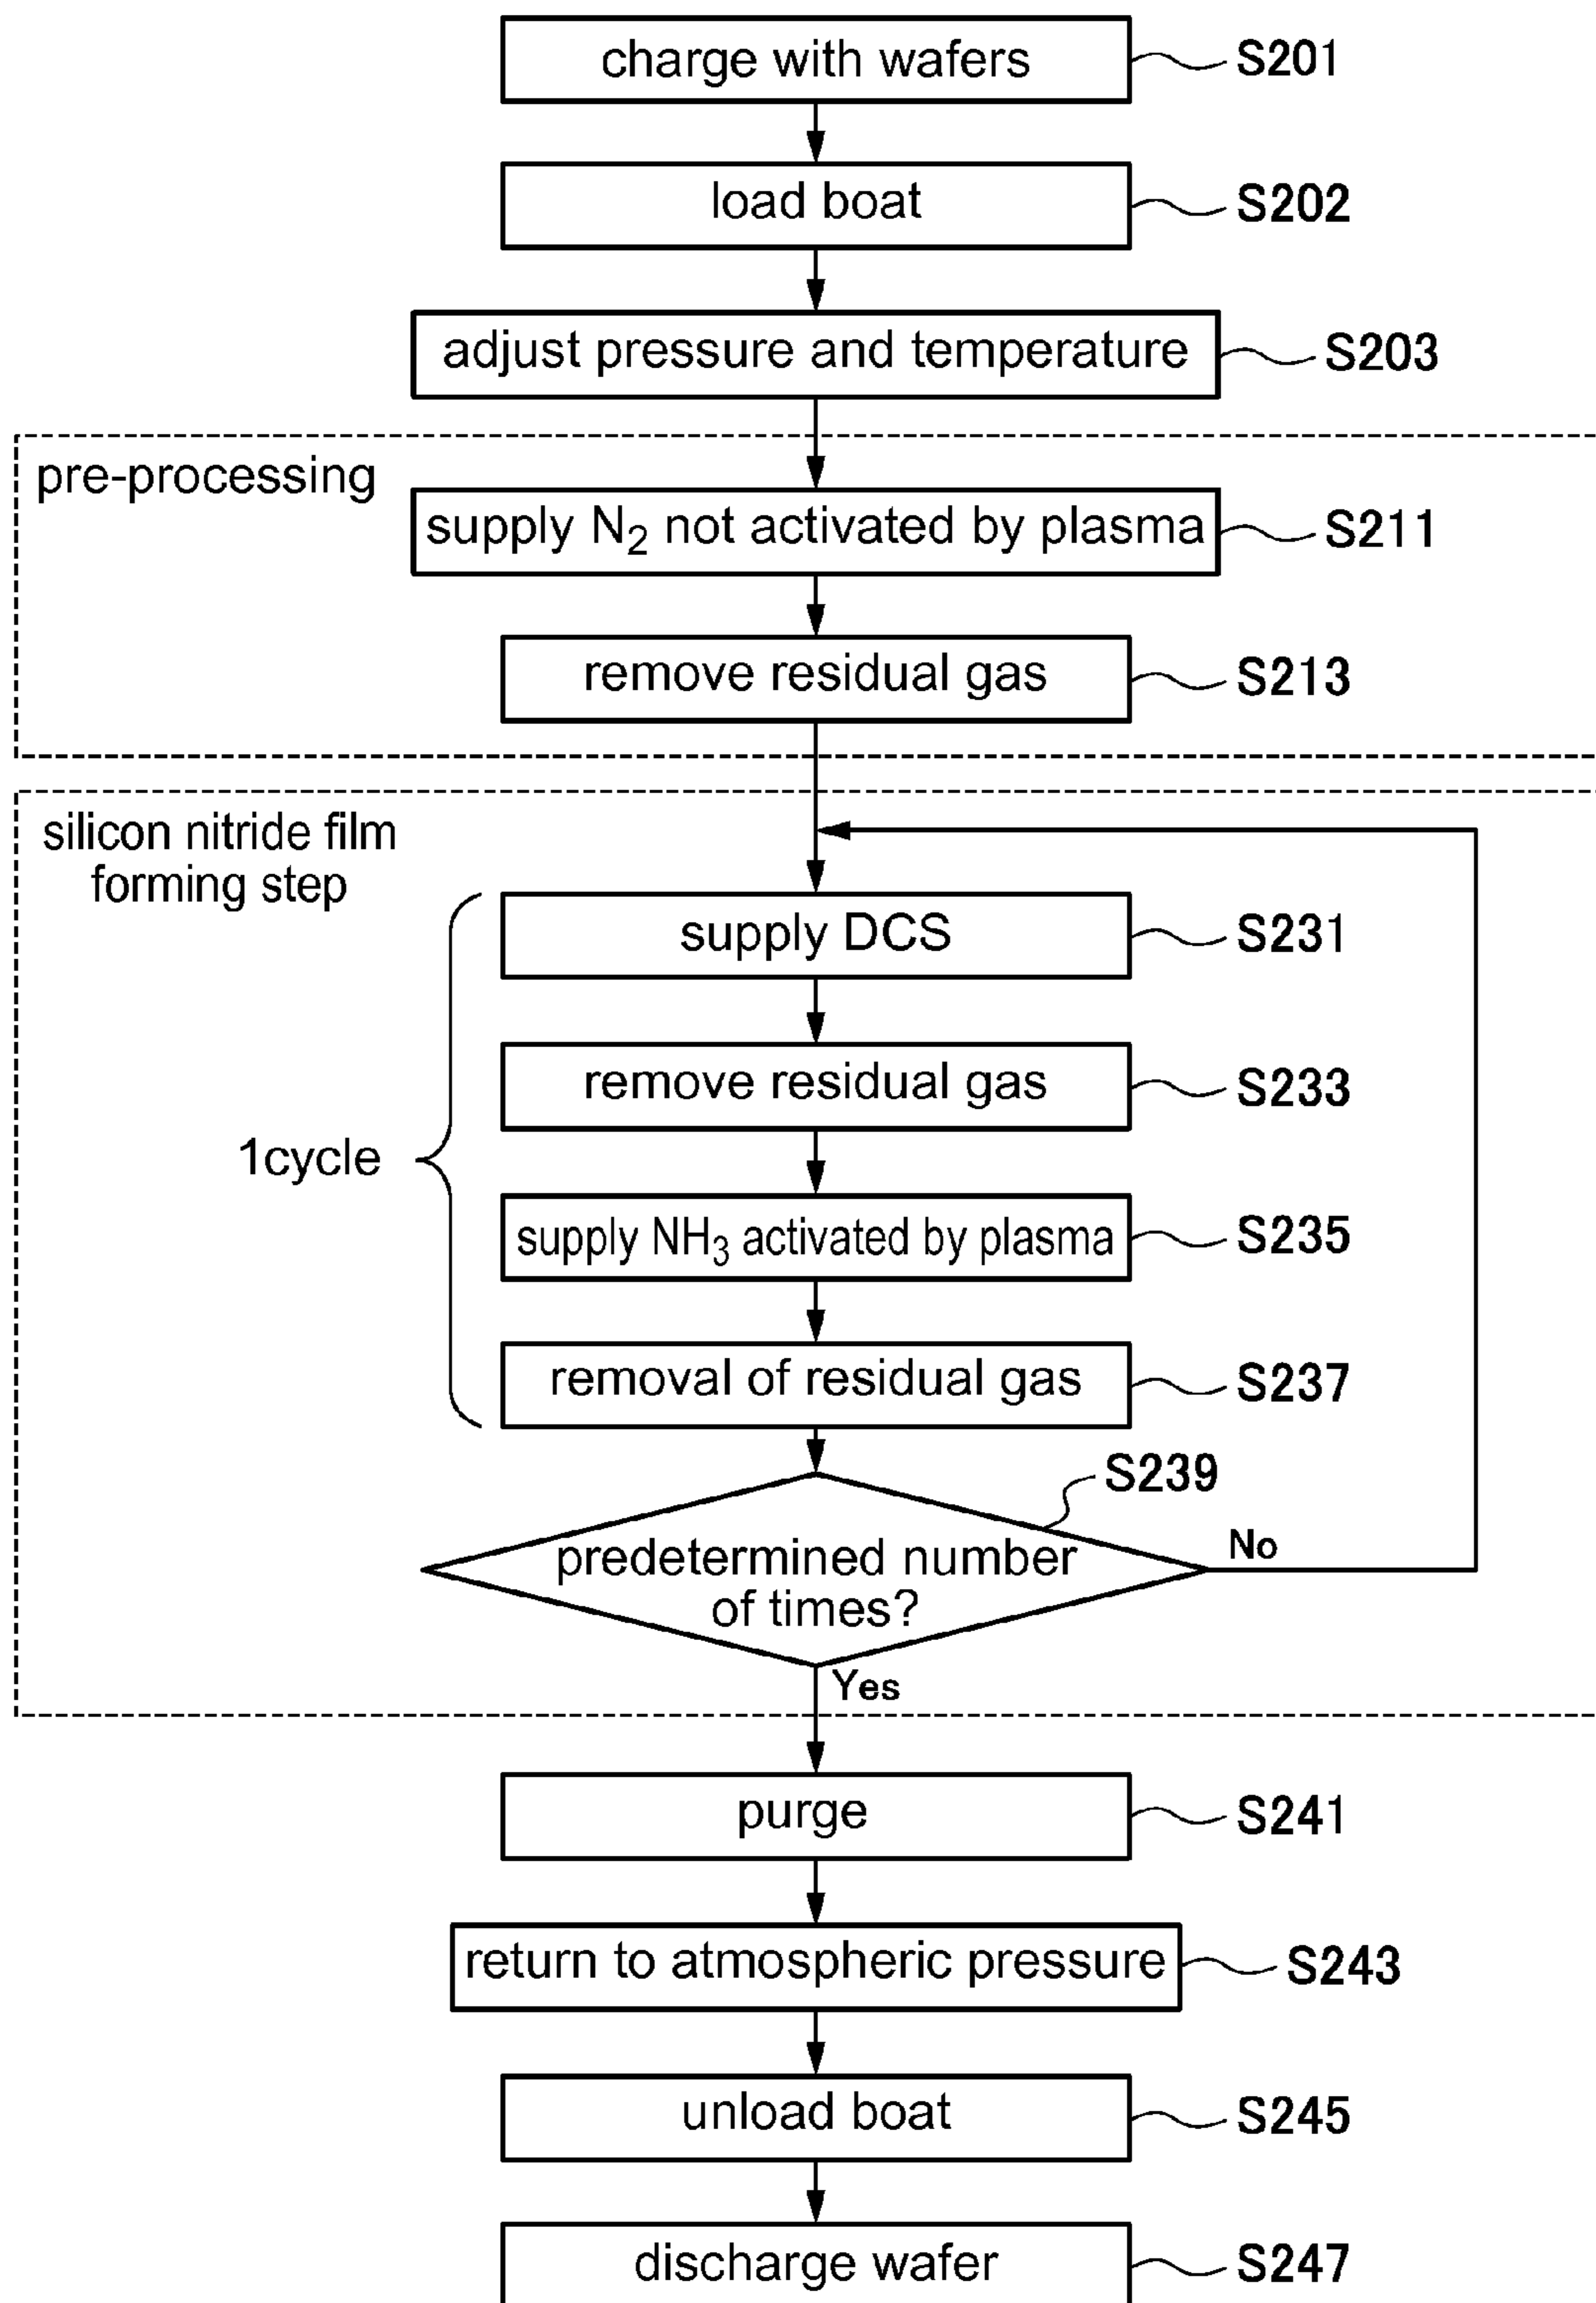 charge with wafers S201
load boat S202
adjust pressure and temperature S203
pre-processing
supply N₂ not activated by plasma S211
remove residual gas S213
silicon nitride film
forming step
supply DCS S231
remove residual gas S233
1cycle
supply NH₃ activated by plasma S235
removal of residual gas S237
S239
predetermined number
of times?
No
Yes
purge S241
return to atmospheric pressure S243
unload boat S245
discharge wafer S247